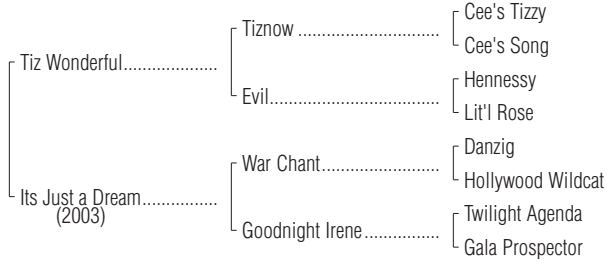 Cee's Tizzy
Tiznow ..................................
Cee's Song
Tiz Wonderful....................
Hennessy
Evil.........................................
Lit'l Rose
Danzig
War Chant............................
Hollywood Wildcat
Its Just a Dream................
(2003)
Twilight Agenda
Goodnight Irene..................
Gala Prospector